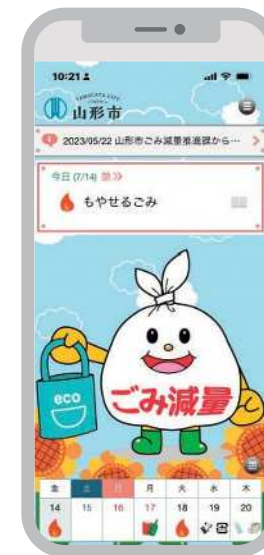 10:21
YAMAGATA CITY
山形市
2023/05/22 山形市ごみ減量推進課から…
今日 (7/14)
もやせるごみ
eco
ごみ減量
金 土 日 月 火 水 木
14 15 16 17 18 19 20